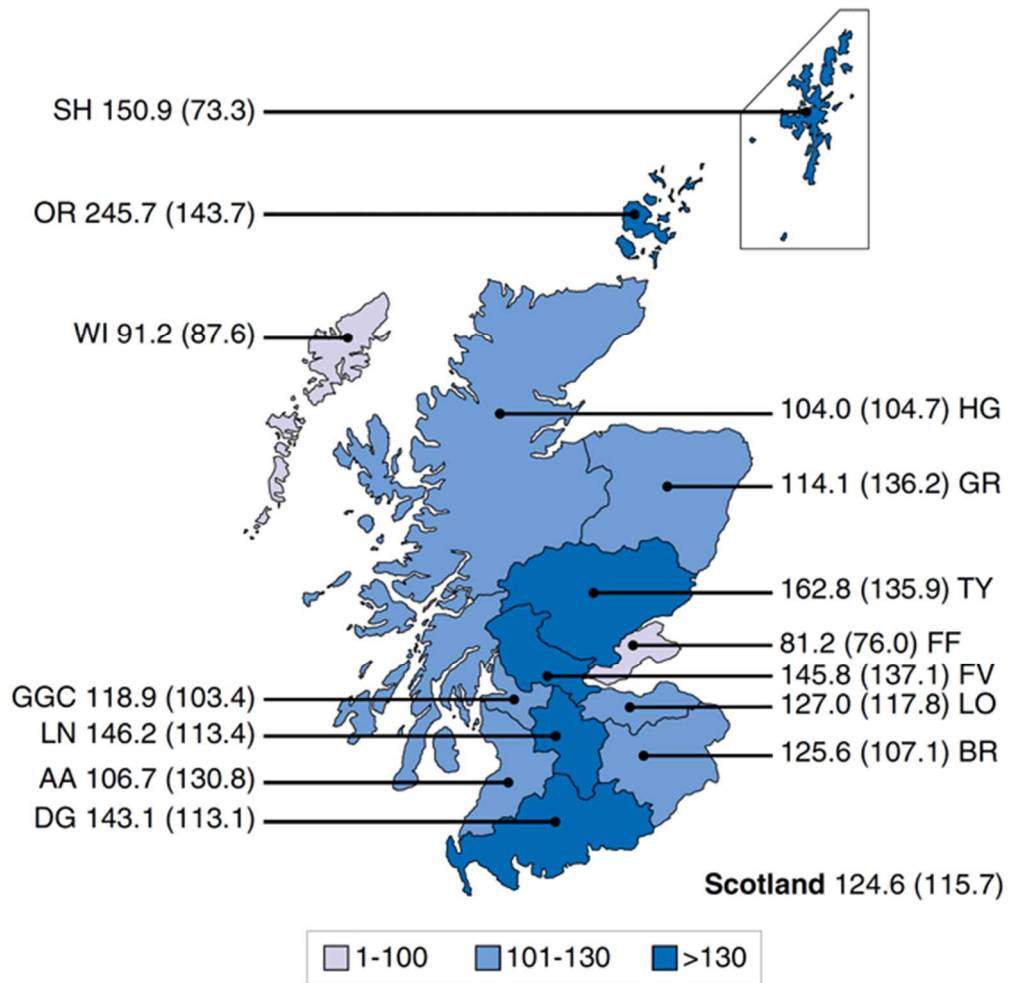 SH 150.9 (73.3)
OR 245.7 (143.7)
WI 91.2 (87.6)
104.0 (104.7) HG
114.1 (136.2) GR
162.8 (135.9) TY
81.2 (76.0) FF
145.8 (137.1) FV
GGC 118.9 (103.4)
127.0 (117.8) LO
LN 146.2 (113.4)
125.6 (107.1) BR
AA 106.7 (130.8)
DG 143.1 (113.1)
Scotland 124.6 (115.7)
1-100 101-130 >130